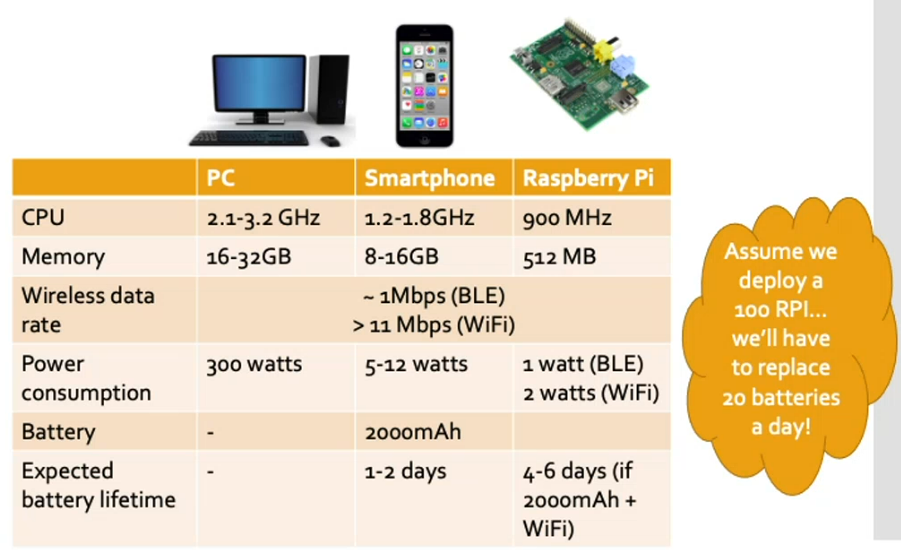 PC Smartphone Raspberry Pi
CPU 2.1-3.2 GHz 1.2-1.8GHz 900 MHz
Memory 16-32GB 8-16GB 512 MB
Wireless data rate ~ 1Mbps (BLE)
> 11 Mbps (WiFi)
Power consumption 300 watts 5-12 watts 1 watt (BLE)
2 watts (WiFi)
Battery - 2000mAh
Expected battery lifetime - 1-2 days 4-6 days (if
2000mAh +
WiFi)
Assume we
deploy a
100 RPI...
we'll have
to replace
20 batteries
a day!